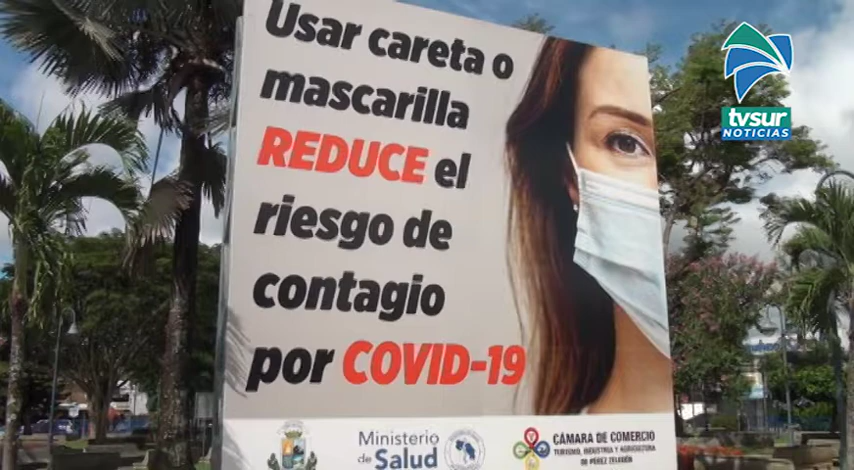 Usar careta o
mascarilla
REDUCE el
riesgo de
contagio
por COVID-19
tvsur
NOTICIAS
Ministerio
de Salud
CÁMARA DE COMERCIO
TURISMO, INDUSTRIA Y AGRICULTURA
DE PÉREZ ZELEDÓN